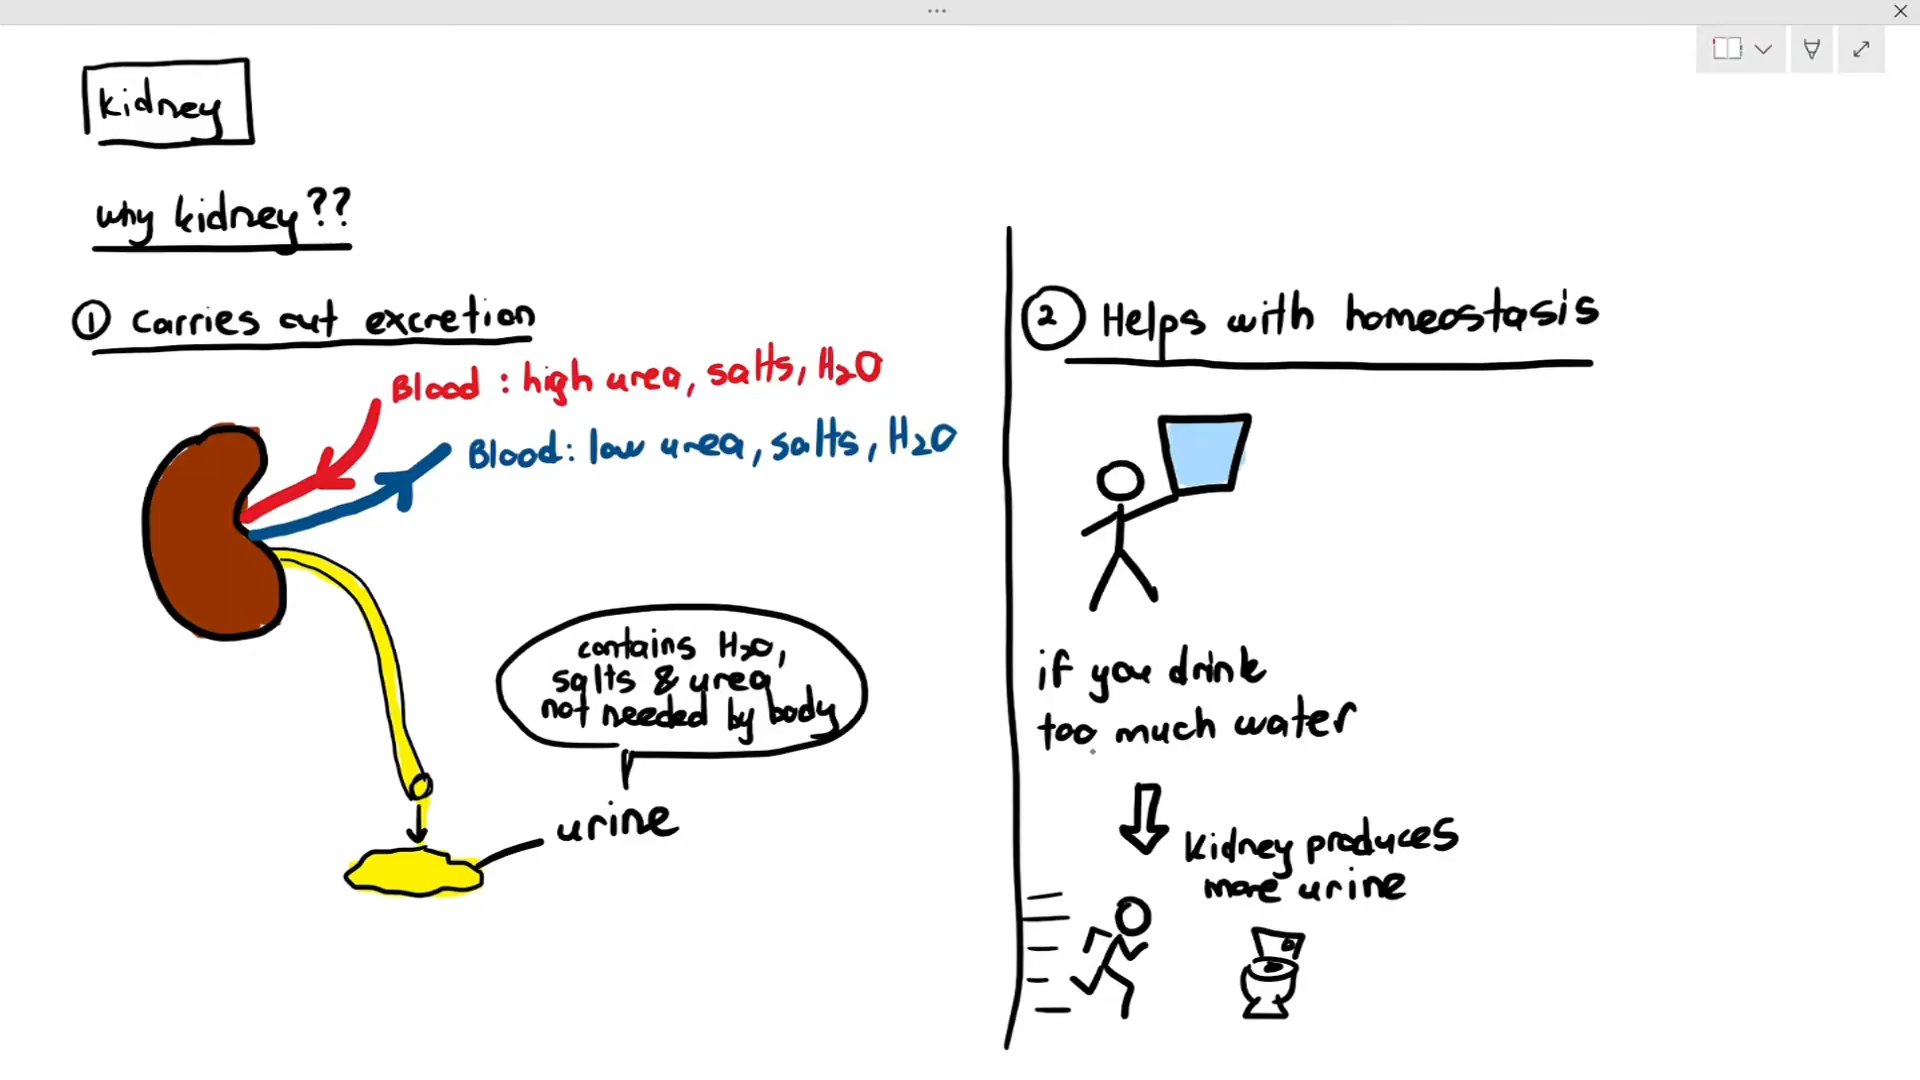 kidney
why kidney??
① Carries out excretion
Blood : high urea, salts, H₂O
Blood: low urea, salts, H₂O
contains H₂O,
salts & urea
not needed by body
urine
② Helps with homeostasis
if you drink
too much water
Kidney produces
more urine